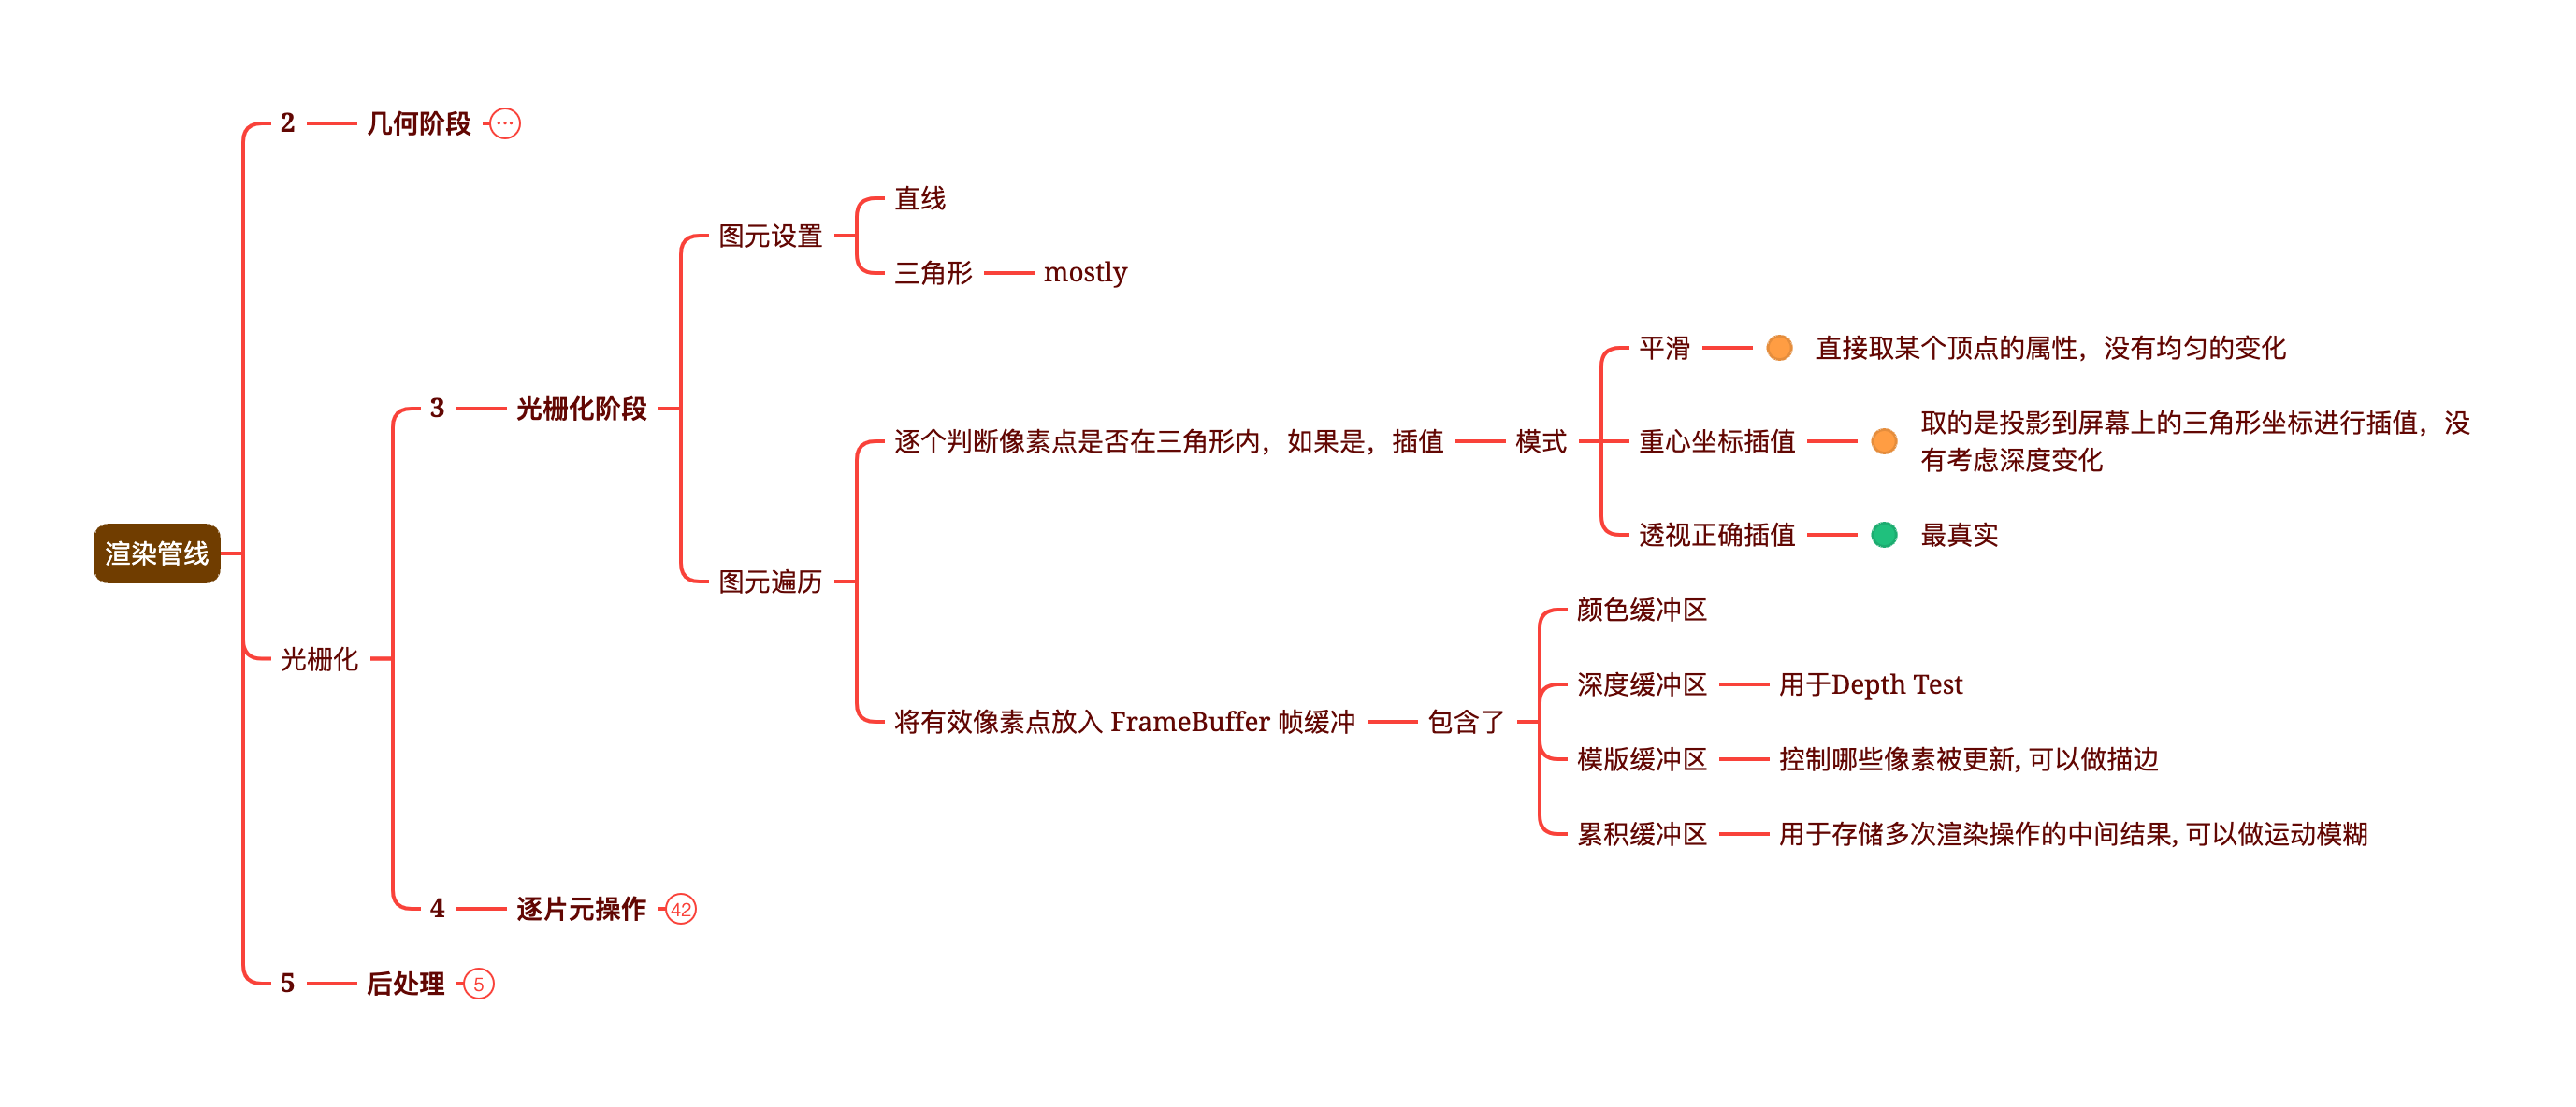 渲染管线
2
几何阶段
光栅化
3
光栅化阶段
图元设置
直线
三角形
mostly
图元遍历
逐个判断像素点是否在三角形内，如果是，插值
模式
平滑
直接取某个顶点的属性，没有均匀的变化
重心坐标插值
取的是投影到屏幕上的三角形坐标进行插值，没
有考虑深度变化
透视正确插值
最真实
将有效像素点放入 FrameBuffer 帧缓冲
包含了
颜色缓冲区
深度缓冲区
用于Depth Test
模版缓冲区
控制哪些像素被更新, 可以做描边
累积缓冲区
用于存储多次渲染操作的中间结果, 可以做运动模糊
4
逐片元操作
42
5
后处理
5